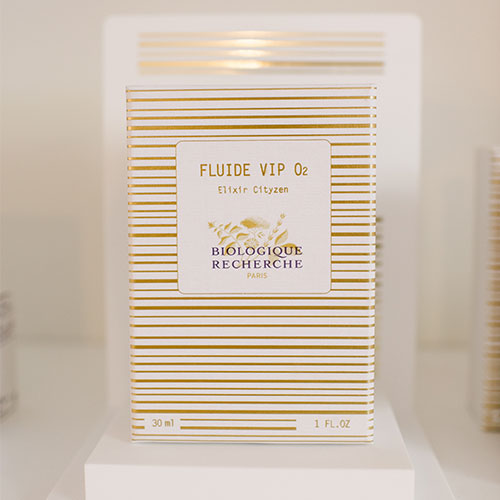 FLUIDE VIP O₂
Elixir Cityzen
BIOLOGIQUE
RECHERCHE
PARIS
30 ml
1 FL.OZ